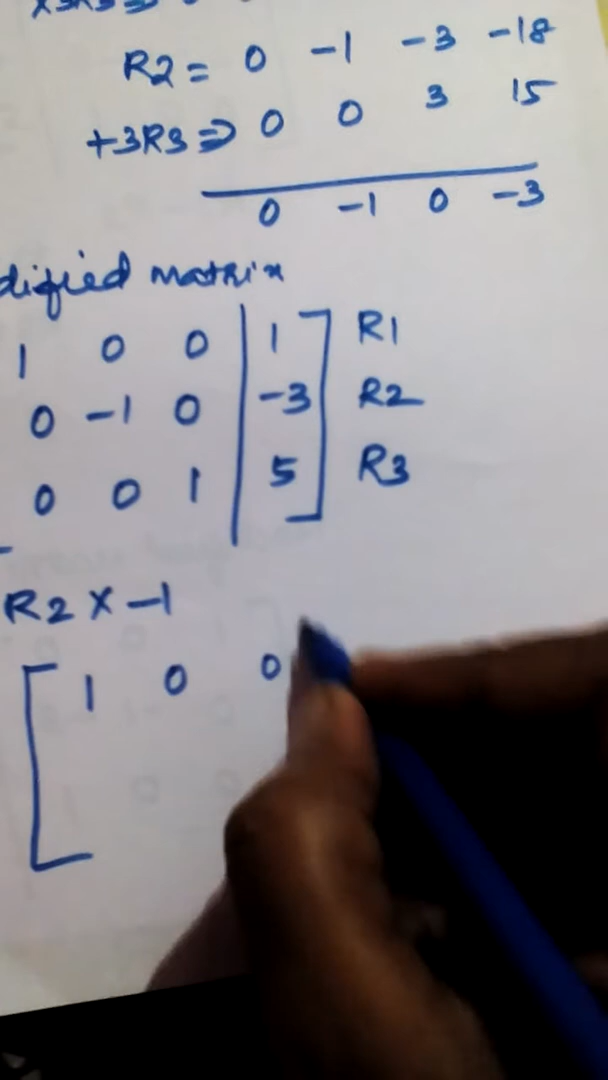 R2 = 0 -1 -3 -18
+3R3 ⇒ 0 0 3 15
0 -1 0 -3
dified matrix
1 0 0 | 1 ] R1
0 -1 0 | -3 ] R2
0 0 1 | 5 ] R3
R2 X -1
[ 1 0 0